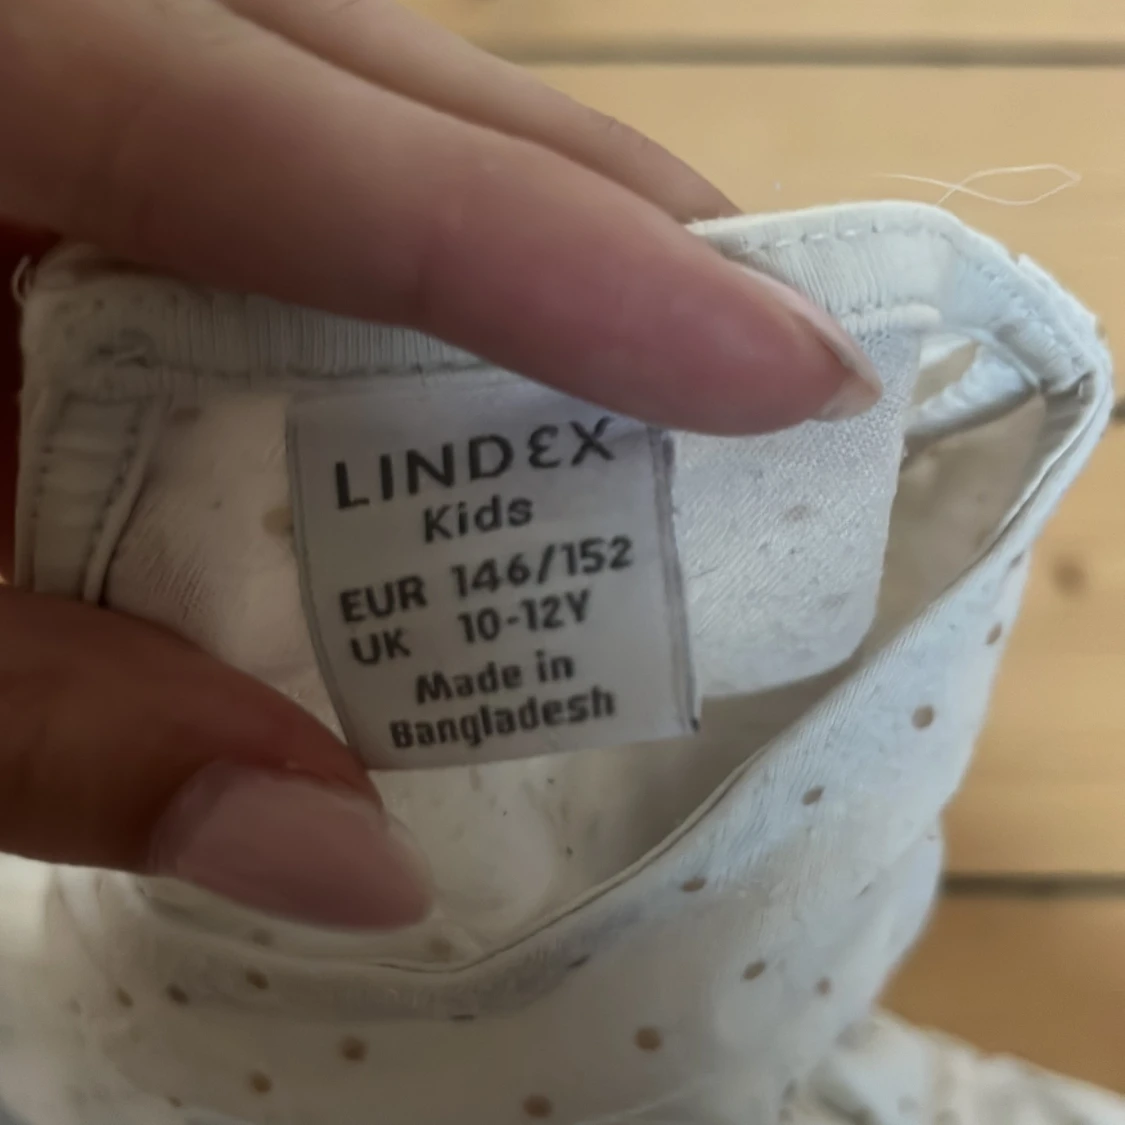 LINDEX
Kids
EUR 146/152
UK 10-12Y
Made in
Bangladesh